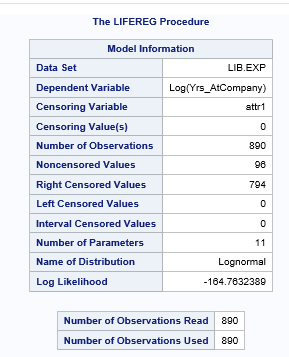 The LIFEREG Procedure
Model Information
Data Set LIB.EXP
Dependent Variable Log(Yrs_AtCompany)
Censoring Variable attr1
Censoring Value(s) 0
Number of Observations 890
Noncensored Values 96
Right Censored Values 794
Left Censored Values 0
Interval Censored Values 0
Number of Parameters 11
Name of Distribution Lognormal
Log Likelihood -164.7632389
Number of Observations Read 890
Number of Observations Used 890